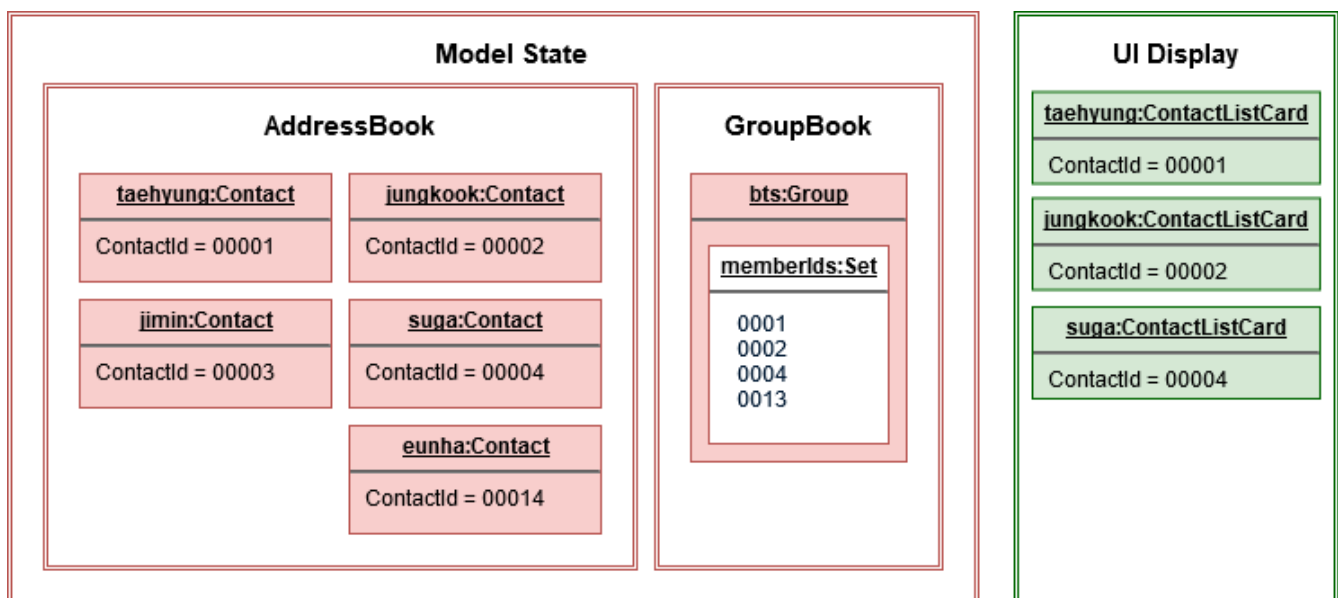 Model State
AddressBook
taehyung:Contact
ContactId = 00001
jungkook:Contact
ContactId = 00002
jimin:Contact
ContactId = 00003
suga:Contact
ContactId = 00004
eunha:Contact
ContactId = 00014
GroupBook
bts:Group
memberIds:Set
0001
0002
0004
0013
UI Display
taehyung:ContactListCard
ContactId = 00001
jungkook:ContactListCard
ContactId = 00002
suga:ContactListCard
ContactId = 00004